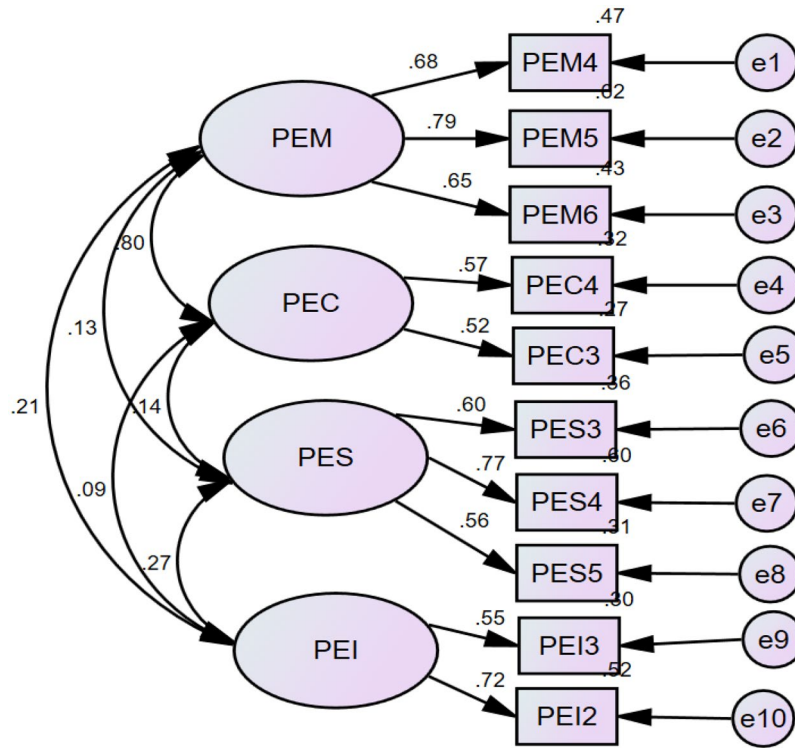 .47
.68
PEM4
e1
.62
PEM
.79
PEM5
e2
.43
.65
PEM6
e3
.32
.80
.57
PEC4
e4
.27
PEC
.52
PEC3
e5
.36
.13
.60
PES3
e6
.60
.21
.14
PES
.77
PES4
e7
.31
.09
.56
PES5
e8
.30
.27
.55
PEI3
e9
.52
PEI
.72
PEI2
e10